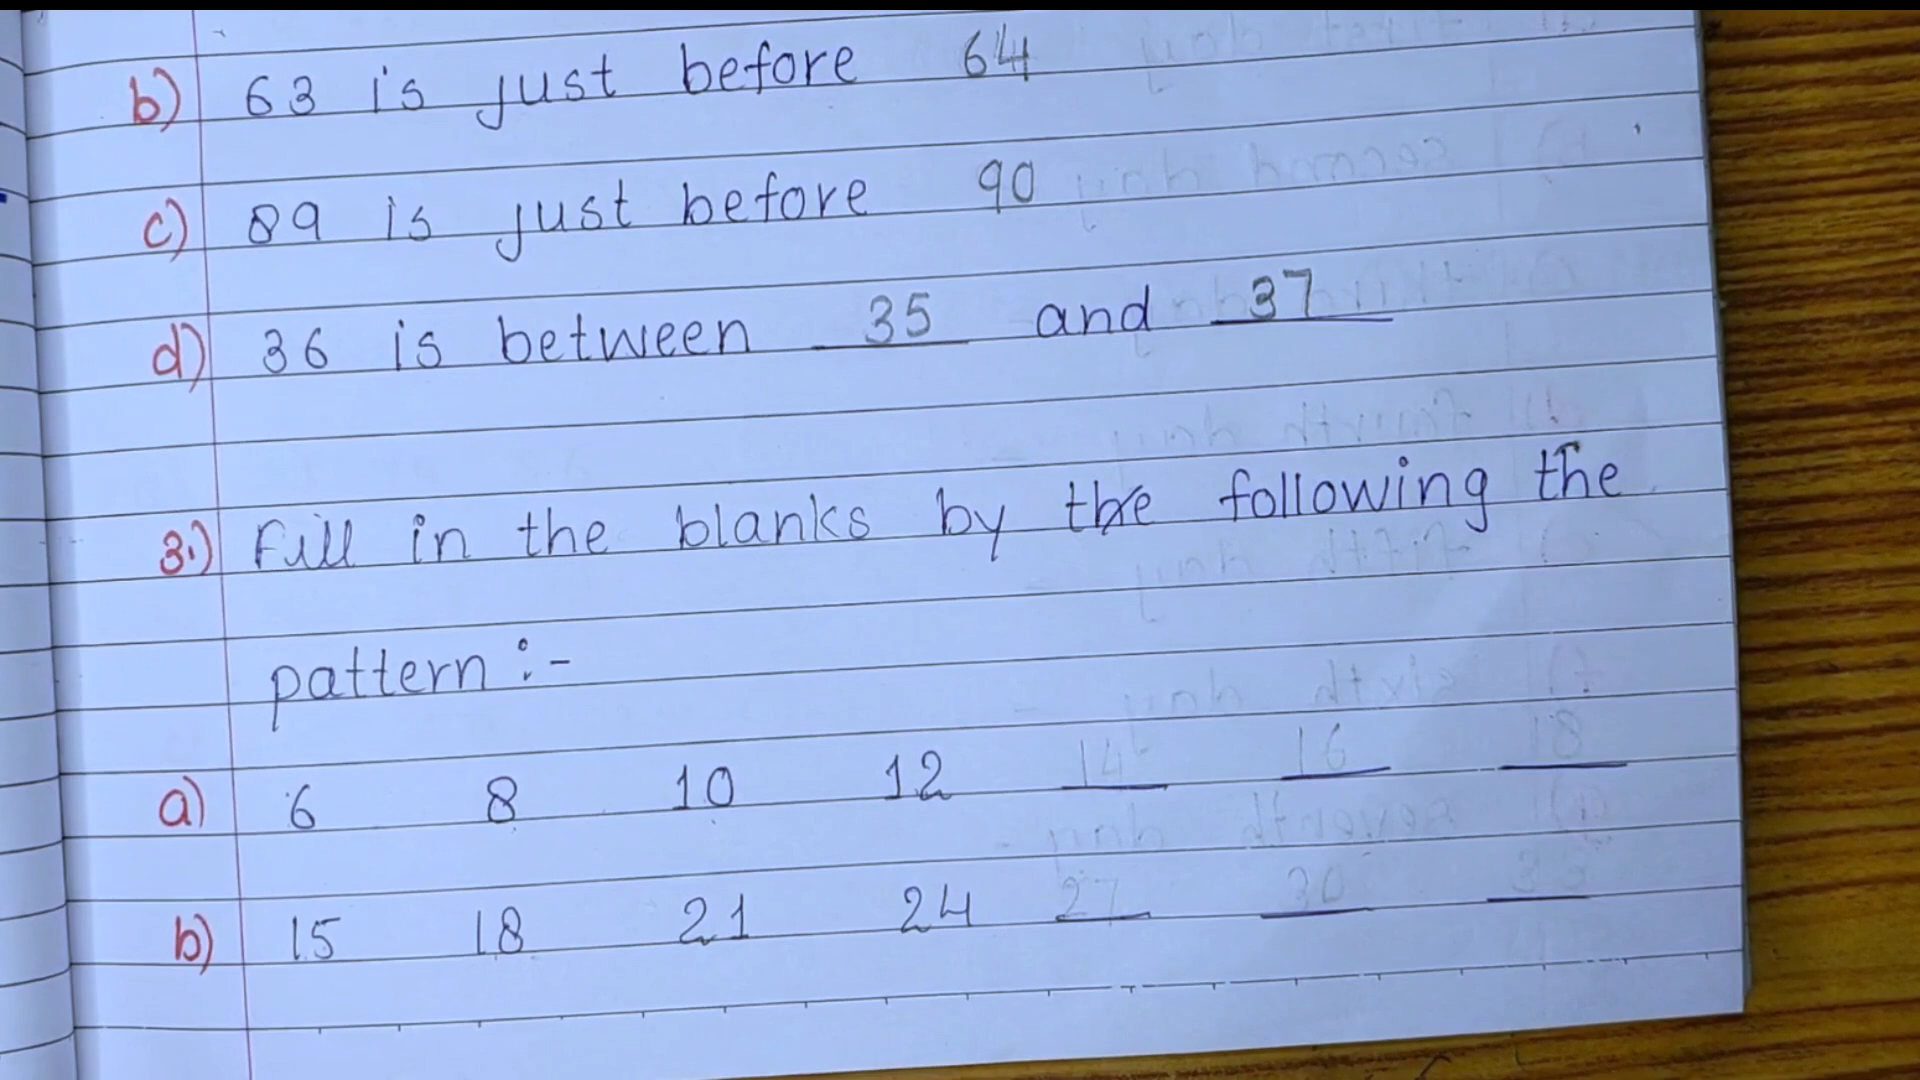 b) 63 is just before 64
c) 89 is just before 90
d) 36 is between 35 and 37
3.) Fill in the blanks by the following the
pattern :-
a) 6 8 10 12 14 16 18
b) 15 18 21 24 27 30 33